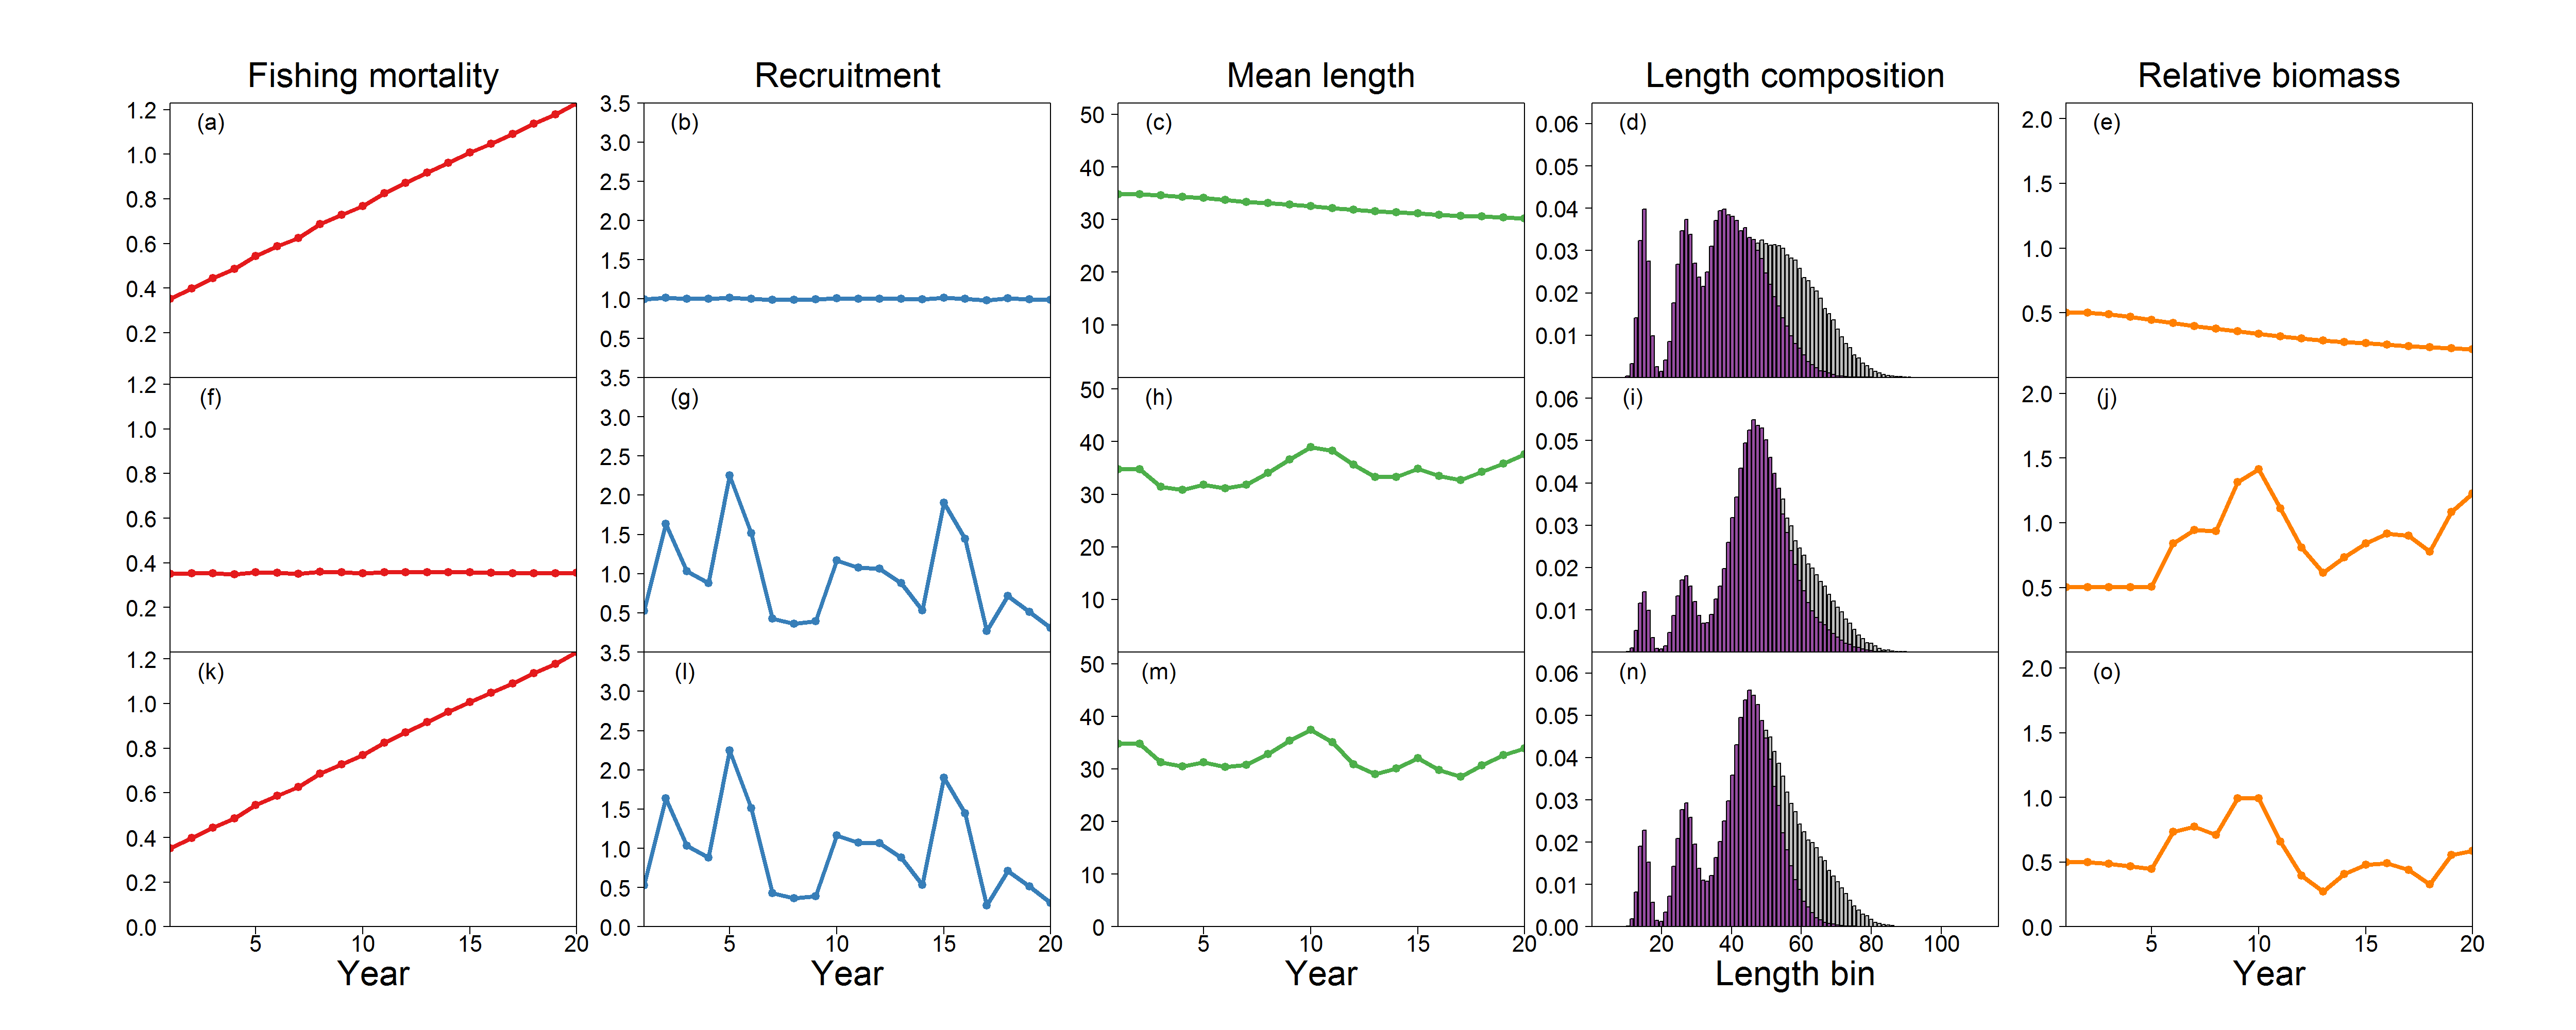 Fishing mortality Recruitment Mean length Length composition Relative biomass
(a) (b) (c) (d) (e)
1.2 1.0 0.8 0.6 0.4 0.2
3.5 3.0 2.5 2.0 1.5 1.0 0.5
50 40 30 20 10
0.06 0.05 0.04 0.03 0.02 0.01
2.0 1.5 1.0 0.5
(f) (g) (h) (i) (j)
1.2 1.0 0.8 0.6 0.4 0.2
3.5 3.0 2.5 2.0 1.5 1.0 0.5
50 40 30 20 10
0.06 0.05 0.04 0.03 0.02 0.01
2.0 1.5 1.0 0.5
(k) (l) (m) (n) (o)
1.2 1.0 0.8 0.6 0.4 0.2 0.0
3.5 3.0 2.5 2.0 1.5 1.0 0.5 0.0
50 40 30 20 10 0
0.06 0.05 0.04 0.03 0.02 0.01 0.00
2.0 1.5 1.0 0.5 0.0
5 10 15 20 5 10 15 20 5 10 15 20 20 40 60 80 100 5 10 15 20
Year Year Year Length bin Year